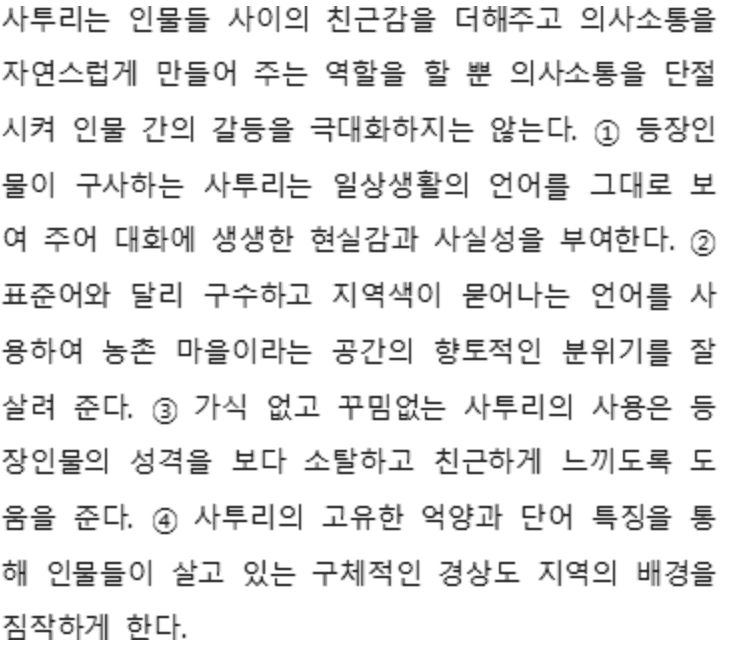 사투리는 인물들 사이의 친근감을 더해주고 의사소통을
자연스럽게 만들어 주는 역할을 할 뿐 의사소통을 단절
시켜 인물 간의 갈등을 극대화하지는 않는다. ① 등장인
물이 구사하는 사투리는 일상생활의 언어를 그대로 보
여 주어 대화에 생생한 현실감과 사실성을 부여한다. ②
표준어와 달리 구수하고 지역색이 묻어나는 언어를 사
용하여 농촌 마을이라는 공간의 향토적인 분위기를 잘
살려 준다. ③ 가식 없고 꾸밈없는 사투리의 사용은 등
장인물의 성격을 보다 소탈하고 친근하게 느끼도록 도
움을 준다. ④ 사투리의 고유한 억양과 단어 특징을 통
해 인물들이 살고 있는 구체적인 경상도 지역의 배경을
짐작하게 한다.